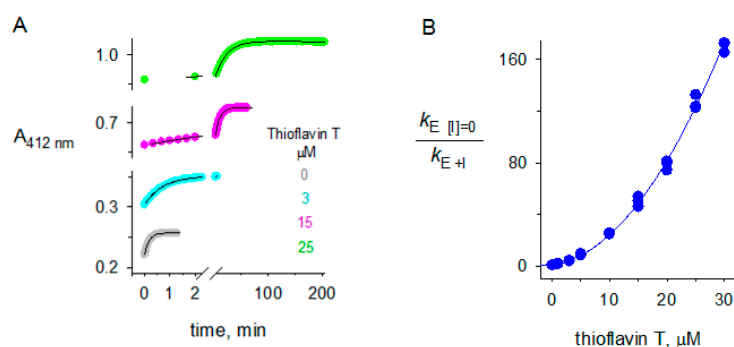 A
1.0
0.7
A412 nm
0.3
0.2
Thioflavin T
μM
0
3
15
25
0 1 2 100 200
time, min
B
kE [I]=0
kE +I
160
80
0
0 10 20 30
thioflavin T, μM